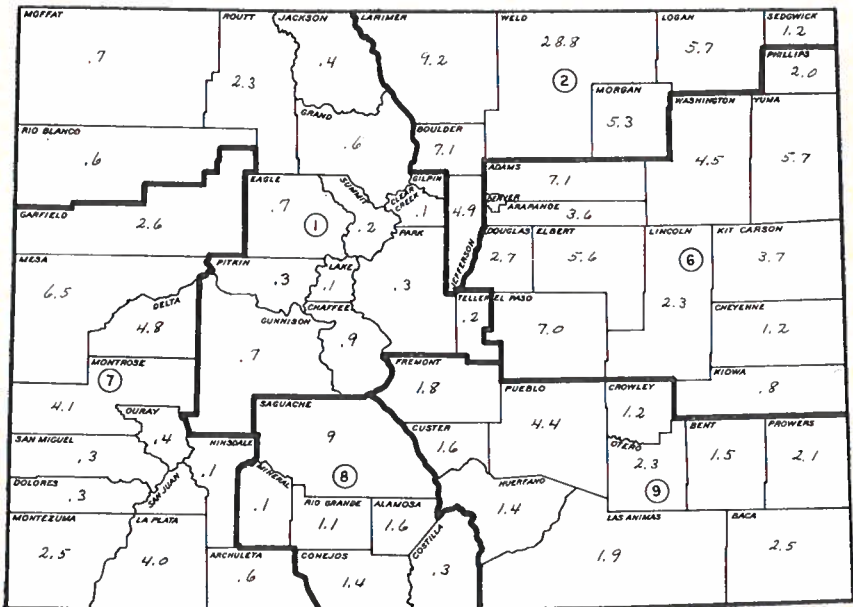 MOFFAT
.7
ROUTT
2.3
JACKSON
.4
LARIMER
9.2
WELD
28.8
2
LOGAN
5.7
SEDGWICK
1.2
PHILLIPS
2.0
MORGAN
5.3
WASHINGTON
4.5
YUMA
5.7
RIO BLANCO
.6
GRAND
.6
BOULDER
7.1
GILPIN
ADAMS
7.1
EAGLE
.7
SUMMIT
.2
CLEAR
CREEK
.1
4.9
JEFFERSON
DENVER
ARAPAHOE
3.6
GARFIELD
2.6
1
PARK
.3
DOUGLAS
2.7
ELBERT
5.6
LINCOLN
6
2.3
KIT CARSON
3.7
MESA
6.5
PITKIN
.3
LAKE
.1
CHAFFEE
.9
TELLER
.2
EL PASO
7.0
CHEYENNE
1.2
DELTA
4.8
GUNNISON
.7
MONTROSE
7
4.1
FREMONT
1.8
KIOWA
.8
OURAY
.4
SAGUACHE
9
8
PUEBLO
4.4
CROWLEY
1.2
CUSTER
1.6
OTERO
2.3
9
BENT
1.5
PROWERS
2.1
SAN MIGUEL
.3
HINSDALE
.1
DOLORES
.3
SAN JUAN
MINERAL
.1
RIO GRANDE
1.1
ALAMOSA
1.6
HUERFANO
1.4
MONTEZUMA
2.5
LA PLATA
4.0
ARCHULETA
.6
CONEJOS
1.4
COSTILLA
.3
LAS ANIMAS
1.9
BACA
2.5